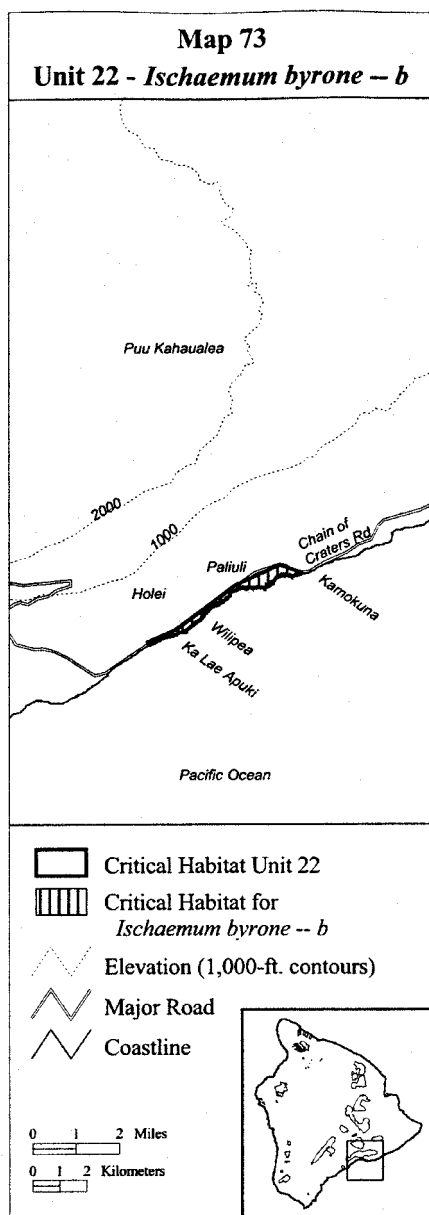 Map 73
Unit 22 - Ischaemum byrone -- b
Puu Kahaualea
2000
1000
Chain of
Craters Rd
Paliuli
Holei
Kamokuna
Wilipea
Ka Lae Apuki
Pacific Ocean
Critical Habitat Unit 22
Critical Habitat for
Ischaemum byrone -- b
Elevation (1,000-ft. contours)
Major Road
Coastline
0 1 2 Miles
0 1 2 Kilometers